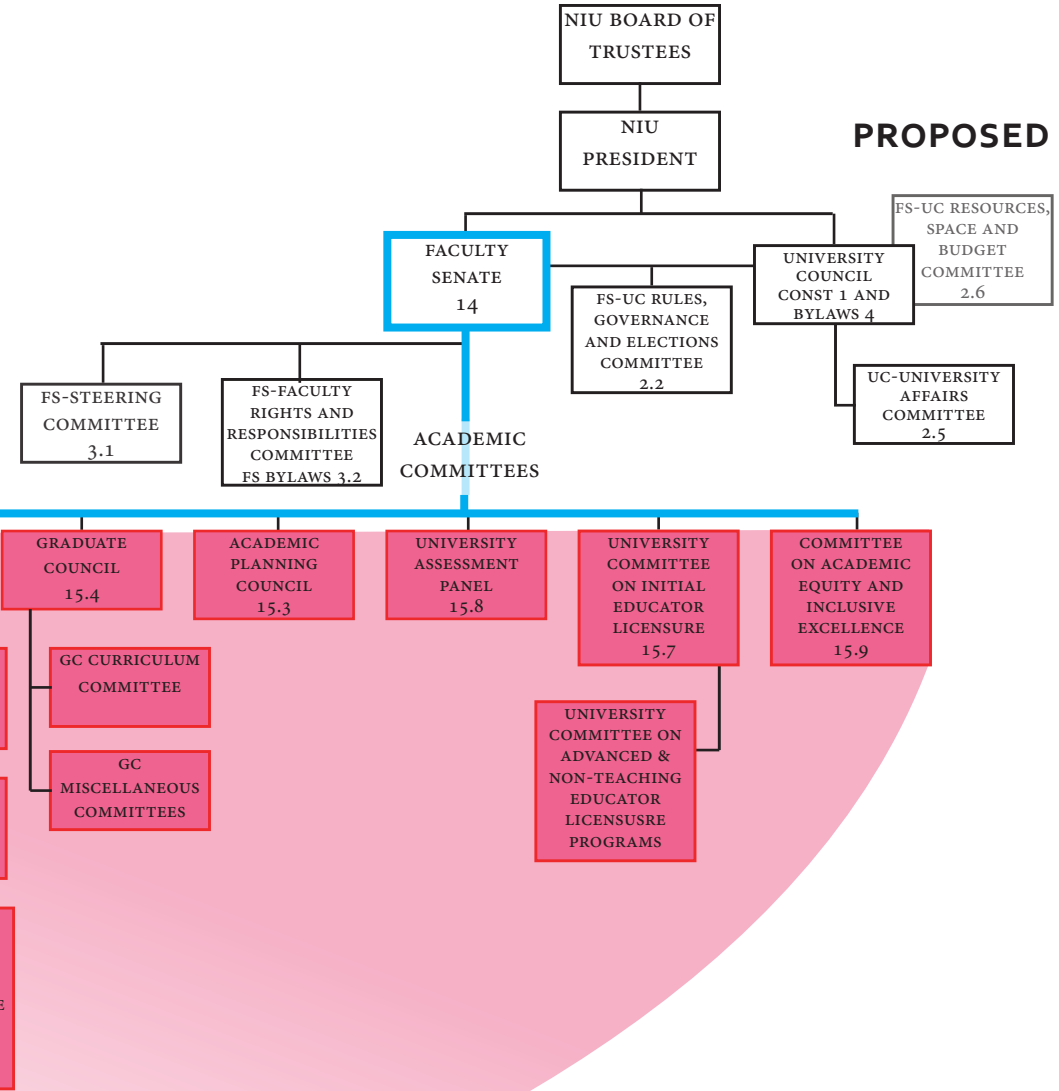 NIU BOARD OF
TRUSTEES
NIU
PRESIDENT
PROPOSED
FS-UC RESOURCES,
SPACE AND
BUDGET
COMMITTEE
2.6
FACULTY
SENATE
14
UNIVERSITY
COUNCIL
CONST 1 AND
BYLAWS 4
FS-UC RULES,
GOVERNANCE
AND ELECTIONS
COMMITTEE
2.2
UC-UNIVERSITY
AFFAIRS
COMMITTEE
2.5
FS-STEERING
COMMITTEE
3.1
FS-FACULTY
RIGHTS AND
RESPONSIBILITIES
COMMITTEE
FS BYLAWS 3.2
ACADEMIC
COMMITTEES
GRADUATE
COUNCIL
15.4
ACADEMIC
PLANNING
COUNCIL
15.3
UNIVERSITY
ASSESSMENT
PANEL
15.8
UNIVERSITY
COMMITTEE
ON INITIAL
EDUCATOR
LICENSURE
15.7
COMMITTEE
ON ACADEMIC
EQUITY AND
INCLUSIVE
EXCELLENCE
15.9
GC CURRICULUM
COMMITTEE
GC
MISCELLANEOUS
COMMITTEES
UNIVERSITY
COMMITTEE ON
ADVANCED &
NON-TEACHING
EDUCATOR
LICENSUSRE
PROGRAMS
E